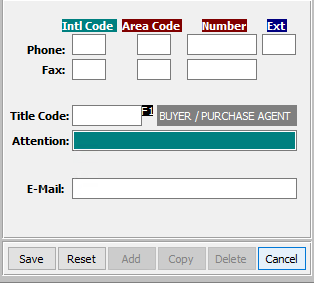 Intl Code Area Code Number Ext
Phone:
Fax:
Title Code: F1 BUYER / PURCHASE AGENT
Attention:
E-Mail:
Save Reset Add Copy Delete Cancel